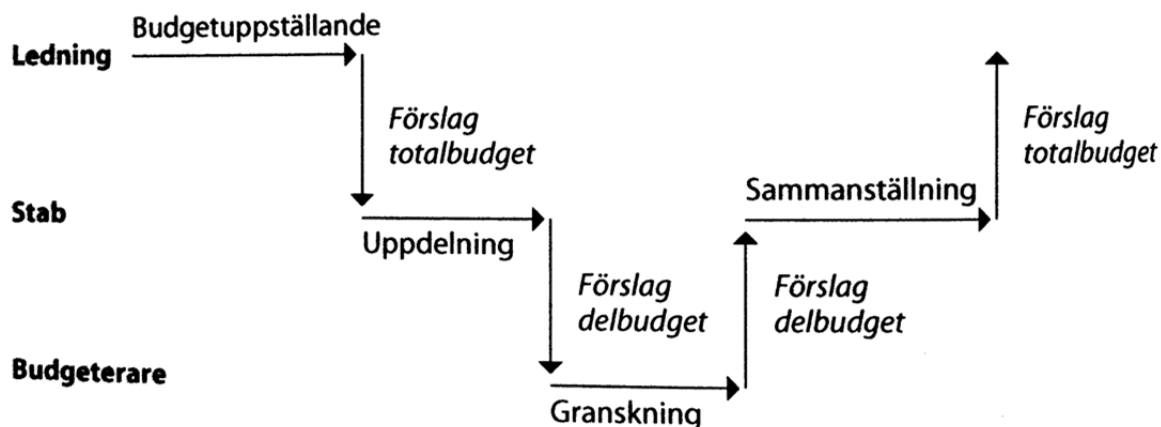 Budgetuppställande
Ledning
Förslag
totalbudget
Förslag
totalbudget
Sammanställning
Stab
Uppdelning
Förslag
delbudget
Förslag
delbudget
Budgeterare
Granskning